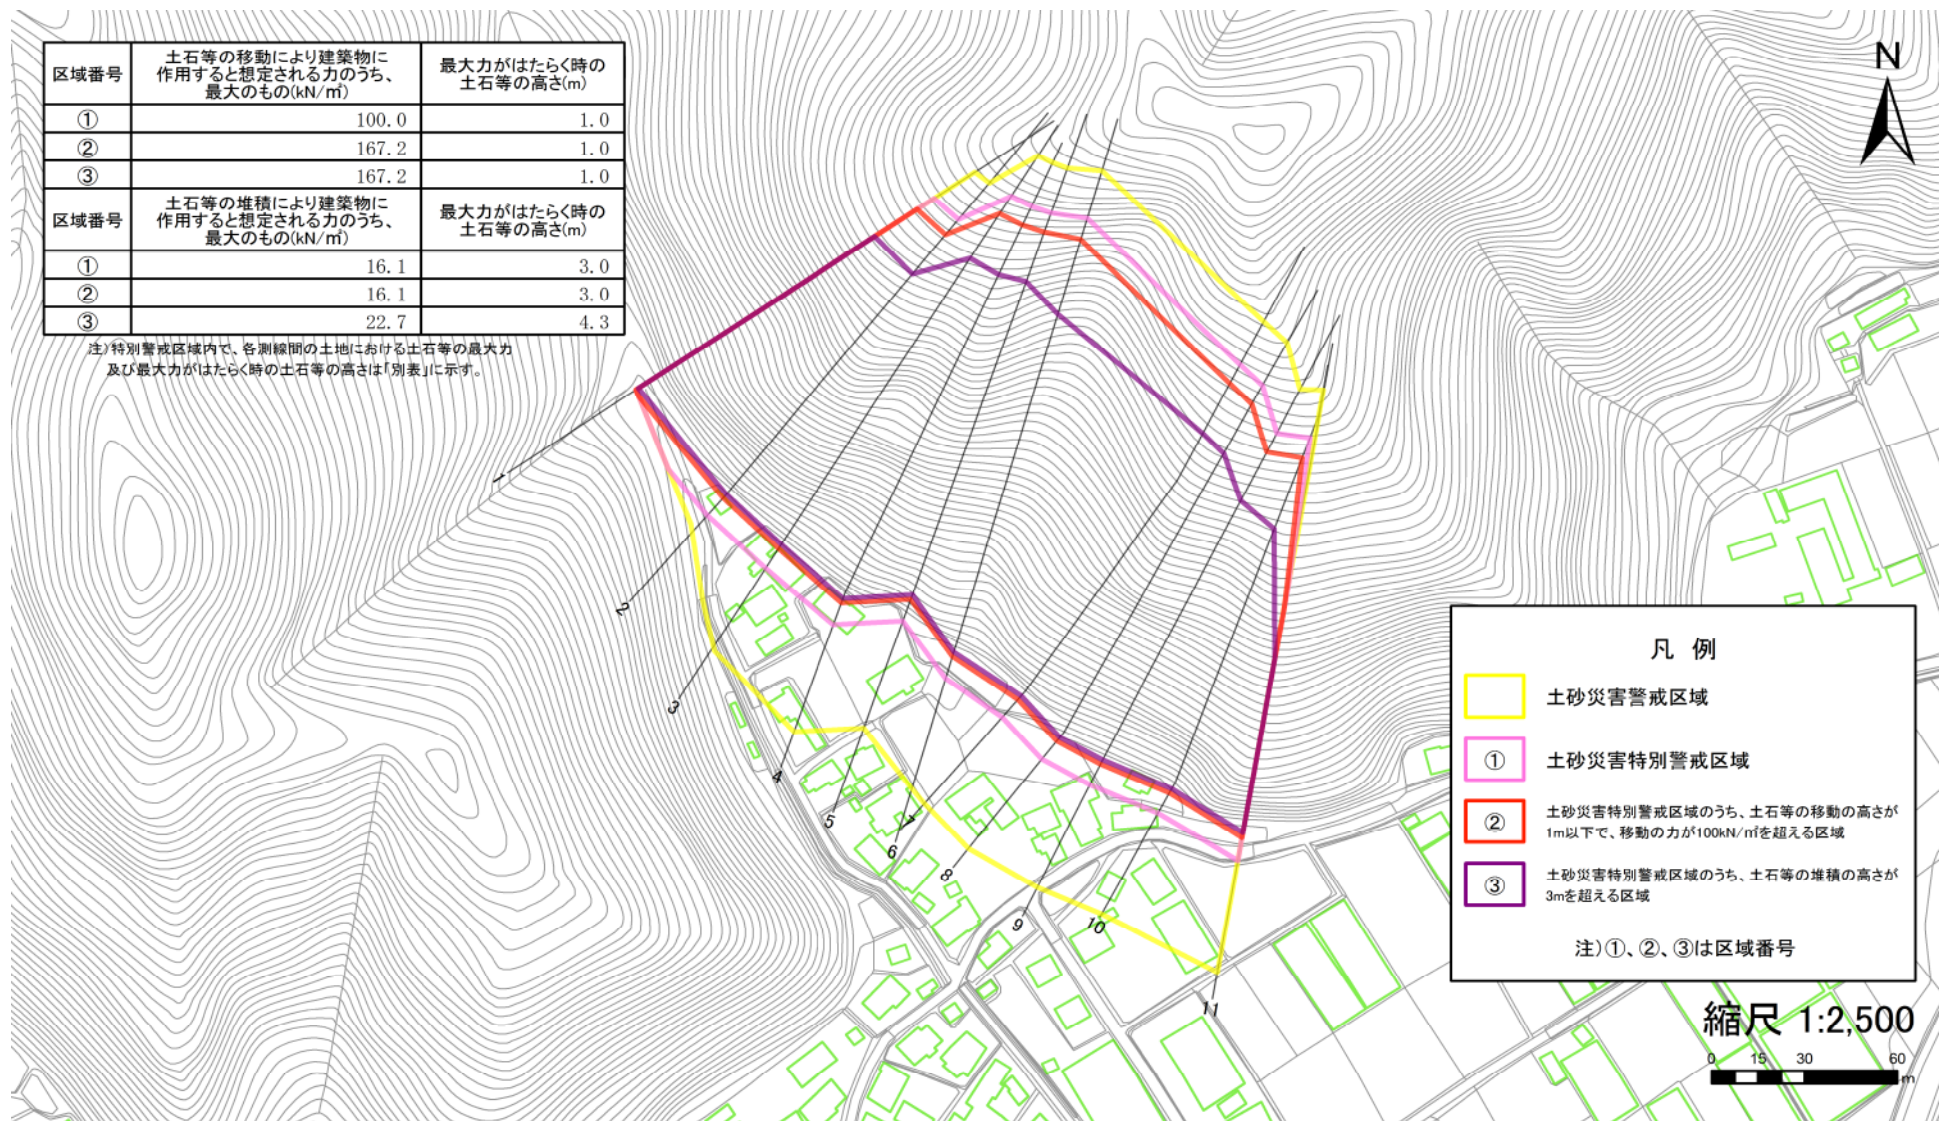 区域番号
土石等の移動により建築物に
作用すると想定される力のうち、
最大のもの(kN/㎡)
最大力がはたらく時の
土石等の高さ(m)
① 100.0 1.0
② 167.2 1.0
③ 167.2 1.0
区域番号
土石等の堆積により建築物に
作用すると想定される力のうち、
最大のもの(kN/㎡)
最大力がはたらく時の
土石等の高さ(m)
① 16.1 3.0
② 16.1 3.0
③ 22.7 4.3
注)特別警戒区域内で、各測線間の土地における土石等の最大力
及び最大力がはたらく時の土石等の高さは「別表」に示す。
N
1
2
3
4
5
6
7
8
9
10
11
凡 例
土砂災害警戒区域
① 土砂災害特別警戒区域
② 土砂災害特別警戒区域のうち、土石等の移動の高さが
1m以下で、移動の力が100kN/㎡を超える区域
③ 土砂災害特別警戒区域のうち、土石等の堆積の高さが
3mを超える区域
注)①、②、③は区域番号
縮尺 1:2,500
0 15 30 60
m